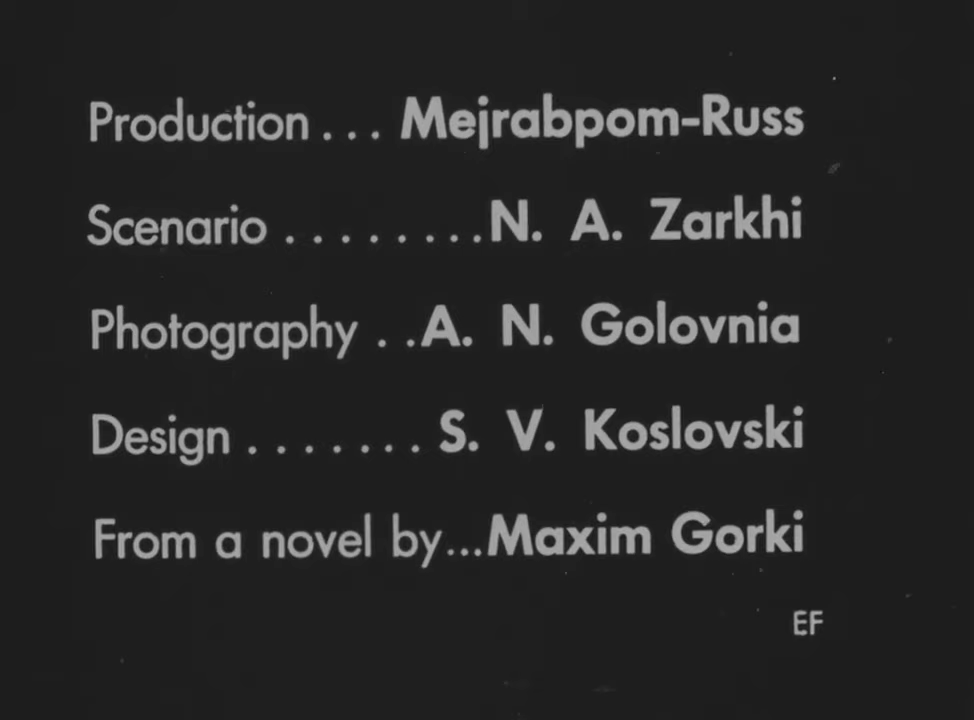 Production ... Mejrabpom-Russ
Scenario .........N. A. Zarkhi
Photography ..A. N. Golovnia
Design ....... S. V. Koslovski
From a novel by...Maxim Gorki
EF